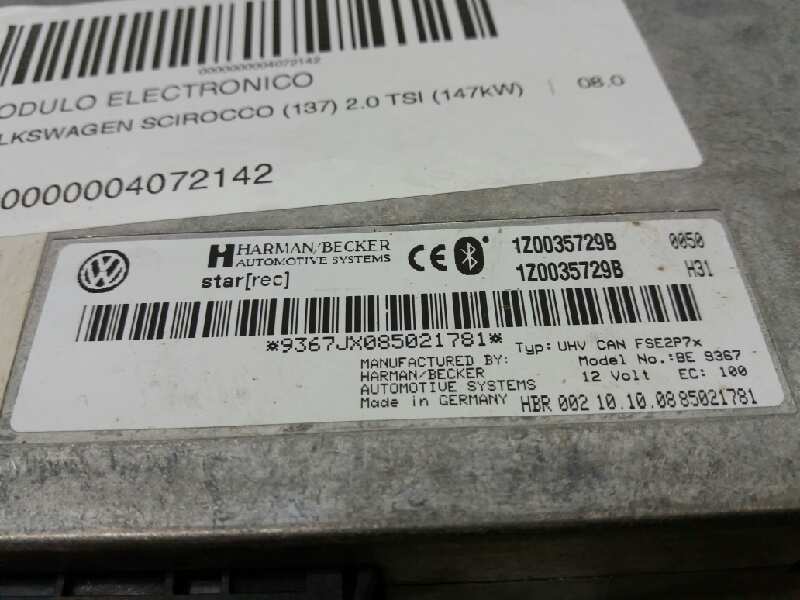 000000004072142
ODULO ELECTRONICO
LKSWAGEN SCIROCCO (137) 2.0 TSI (147KW) | 08.0
0000004072142
HARMAN/BECKER
AUTOMOTIVE SYSTEMS
star[rec]
CE
1Z0035729B 0050
1Z0035729B H31
*9367JX085021781*
Typ: UHV CAN FSE2P7x
Model No.:BE 9367
12 Volt EC: 100
MANUFACTURED BY:
HARMAN/BECKER
AUTOMOTIVE SYSTEMS
Made in GERMANY
HBR 002 10.10.08 85021781